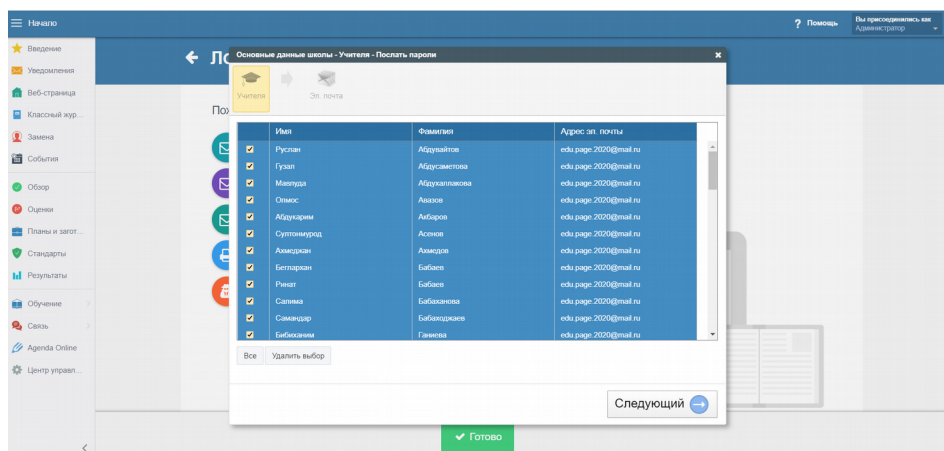 Начало
? Помощь
Вы присоединились как
Администратор
Введение
Уведомления
Веб-страница
Классный жур...
Замена
События
Обзор
Оценки
Планы и загот...
Стандарты
Результаты
Обучение
Связь
Agenda Online
Центр управл...
Основные данные школы - Учителя - Послать пароли
Учителя
Эл. почта
Имя Фамилия Адрес эл. почты
Руслан Абдувайтов edu.page.2020@mail.ru
Гузал Абдусаметова edu.page.2020@mail.ru
Мавлуда Абдухаллакова edu.page.2020@mail.ru
Олмос Авазов edu.page.2020@mail.ru
Абдукарим Акбаров edu.page.2020@mail.ru
Султонмурод Асенов edu.page.2020@mail.ru
Ахмеджан Ахмедов edu.page.2020@mail.ru
Беглархан Бабаев edu.page.2020@mail.ru
Ринат Бабаев edu.page.2020@mail.ru
Салима Бабаханова edu.page.2020@mail.ru
Самандар Бабаходжаев edu.page.2020@mail.ru
Бибиханим Ганиева edu.page.2020@mail.ru
Все Удалить выбор
Следующий
Готово